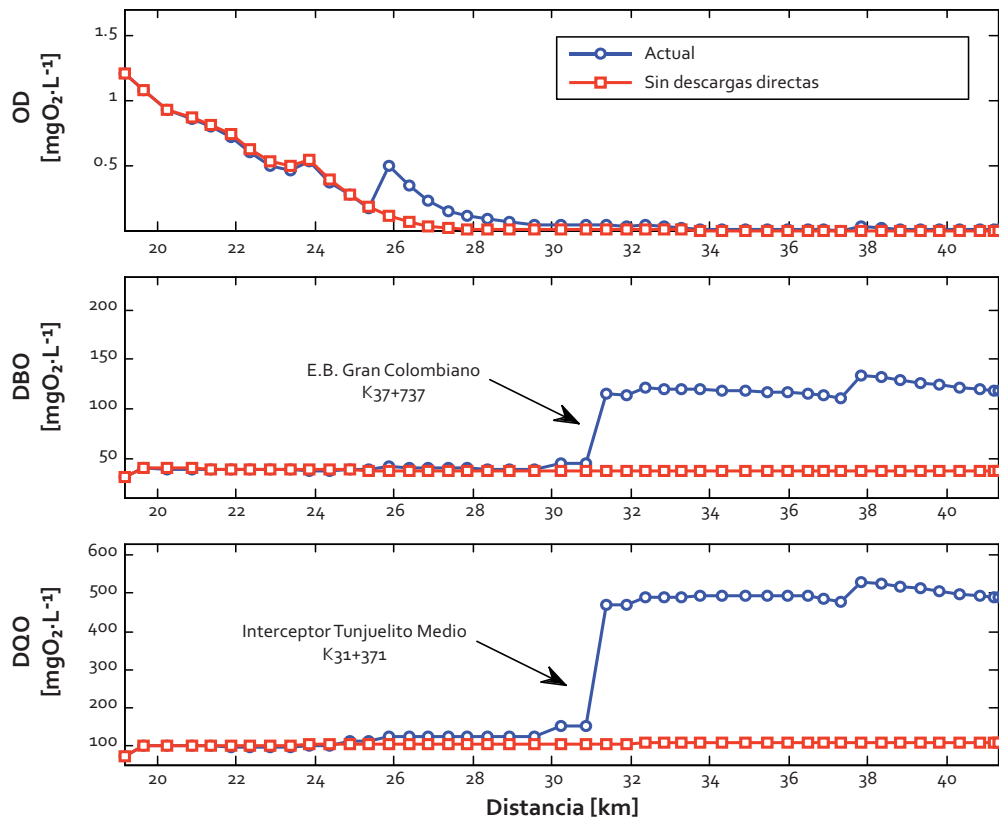 1.5
1
0.5
OD
[mgO₂·L⁻¹]
Actual
Sin descargas directas
20 22 24 26 28 30 32 34 36 38 40
200
150
100
50
DBO
[mgO₂·L⁻¹]
E.B. Gran Colombiano
K37+737
20 22 24 26 28 30 32 34 36 38 40
600
500
400
300
200
100
DQO
[mgO₂·L⁻¹]
Interceptor Tunjuelito Medio
K31+371
20 22 24 26 28 30 32 34 36 38 40
Distancia [km]